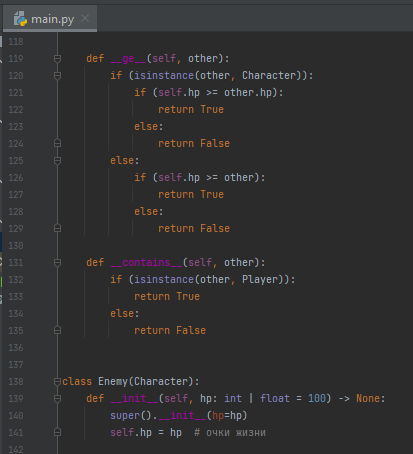 main.py
118
119 def __ge__(self, other):
120 if (isinstance(other, Character)):
121 if (self.hp >= other.hp):
122 return True
123 else:
124 return False
125 else:
126 if (self.hp >= other):
127 return True
128 else:
129 return False
130
131 def __contains__(self, other):
132 if (isinstance(other, Player)):
133 return True
134 else:
135 return False
136
137
138 class Enemy(Character):
139 def __init__(self, hp: int | float = 100) -> None:
140 super().__init__(hp=hp)
141 self.hp = hp  # очки жизни
142